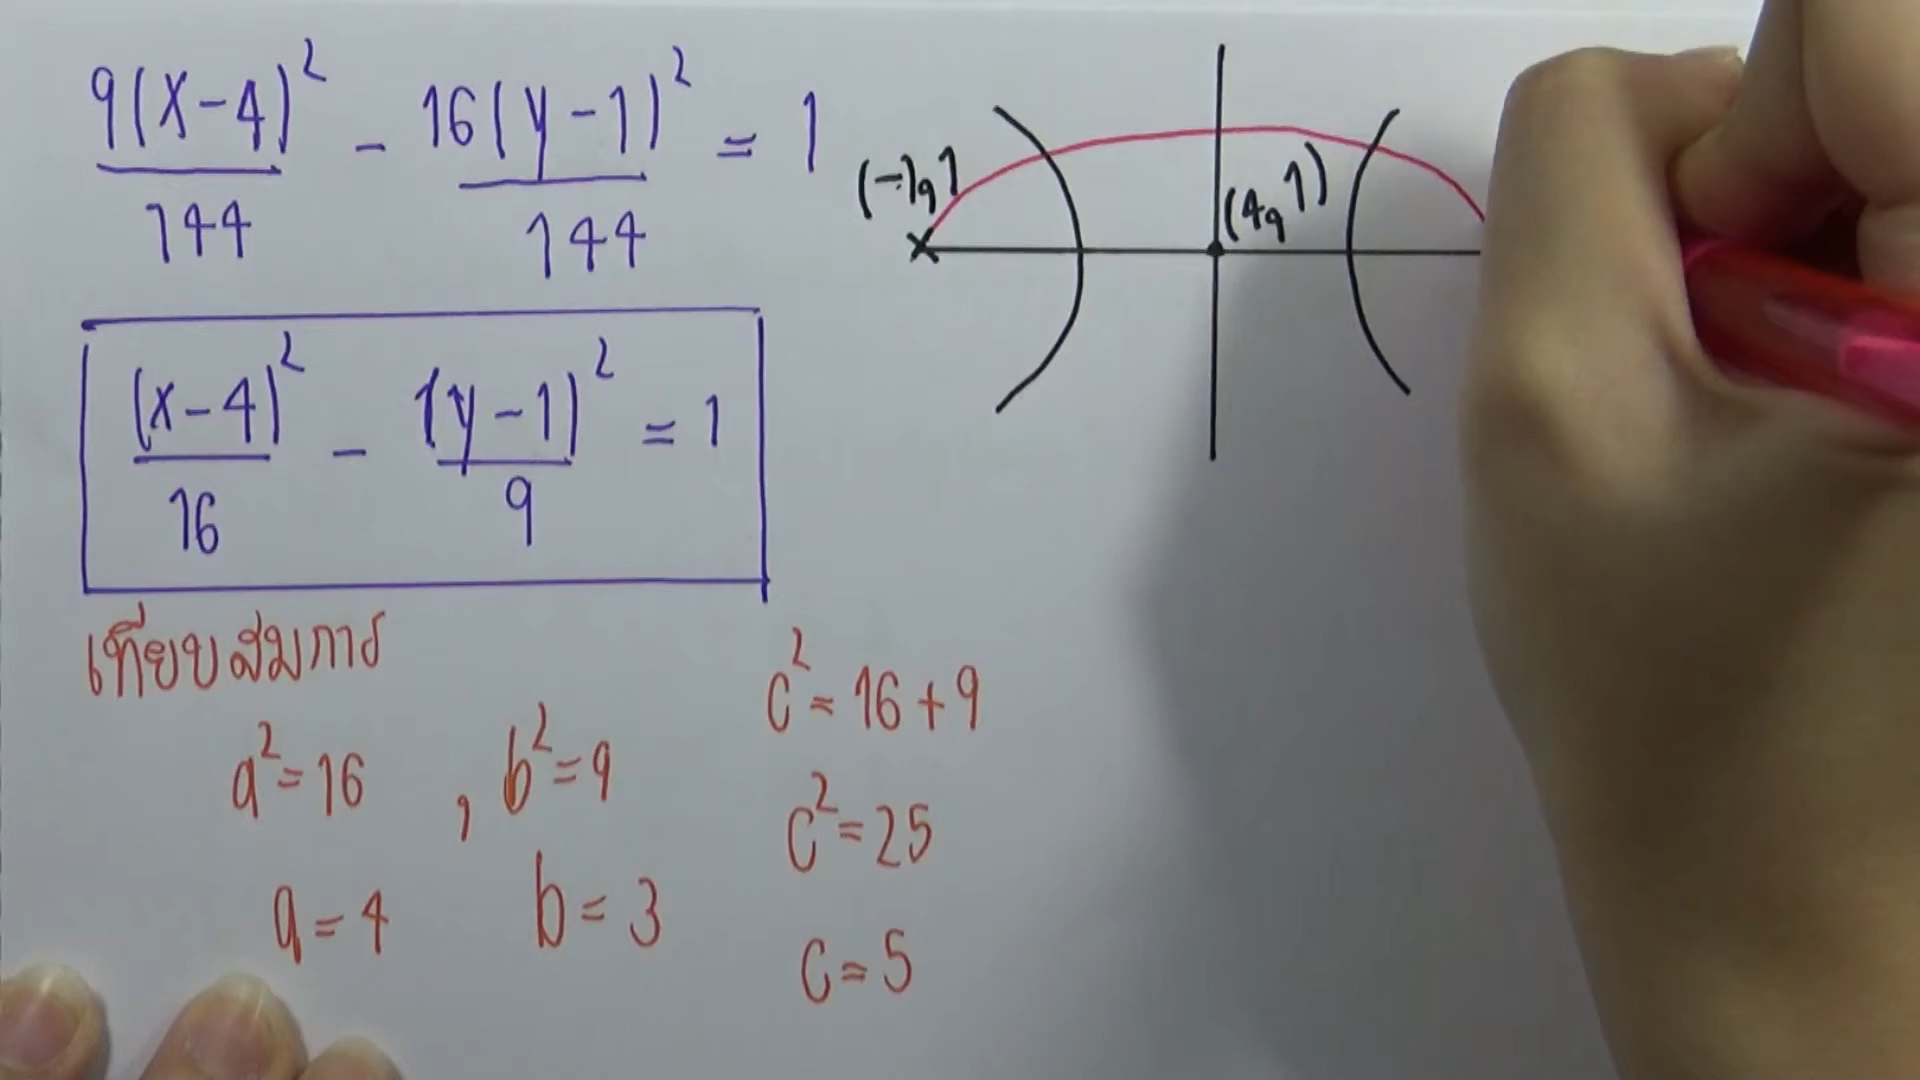 9(x-4)² - 16(y-1)² = 1
144 144
(x-4)² - (y-1)² = 1
16 9
เทียบสมการ
a² = 16 , b² = 9
a = 4 b = 3
c² = 16 + 9
c² = 25
c = 5
(-1, 1
(4, 1)